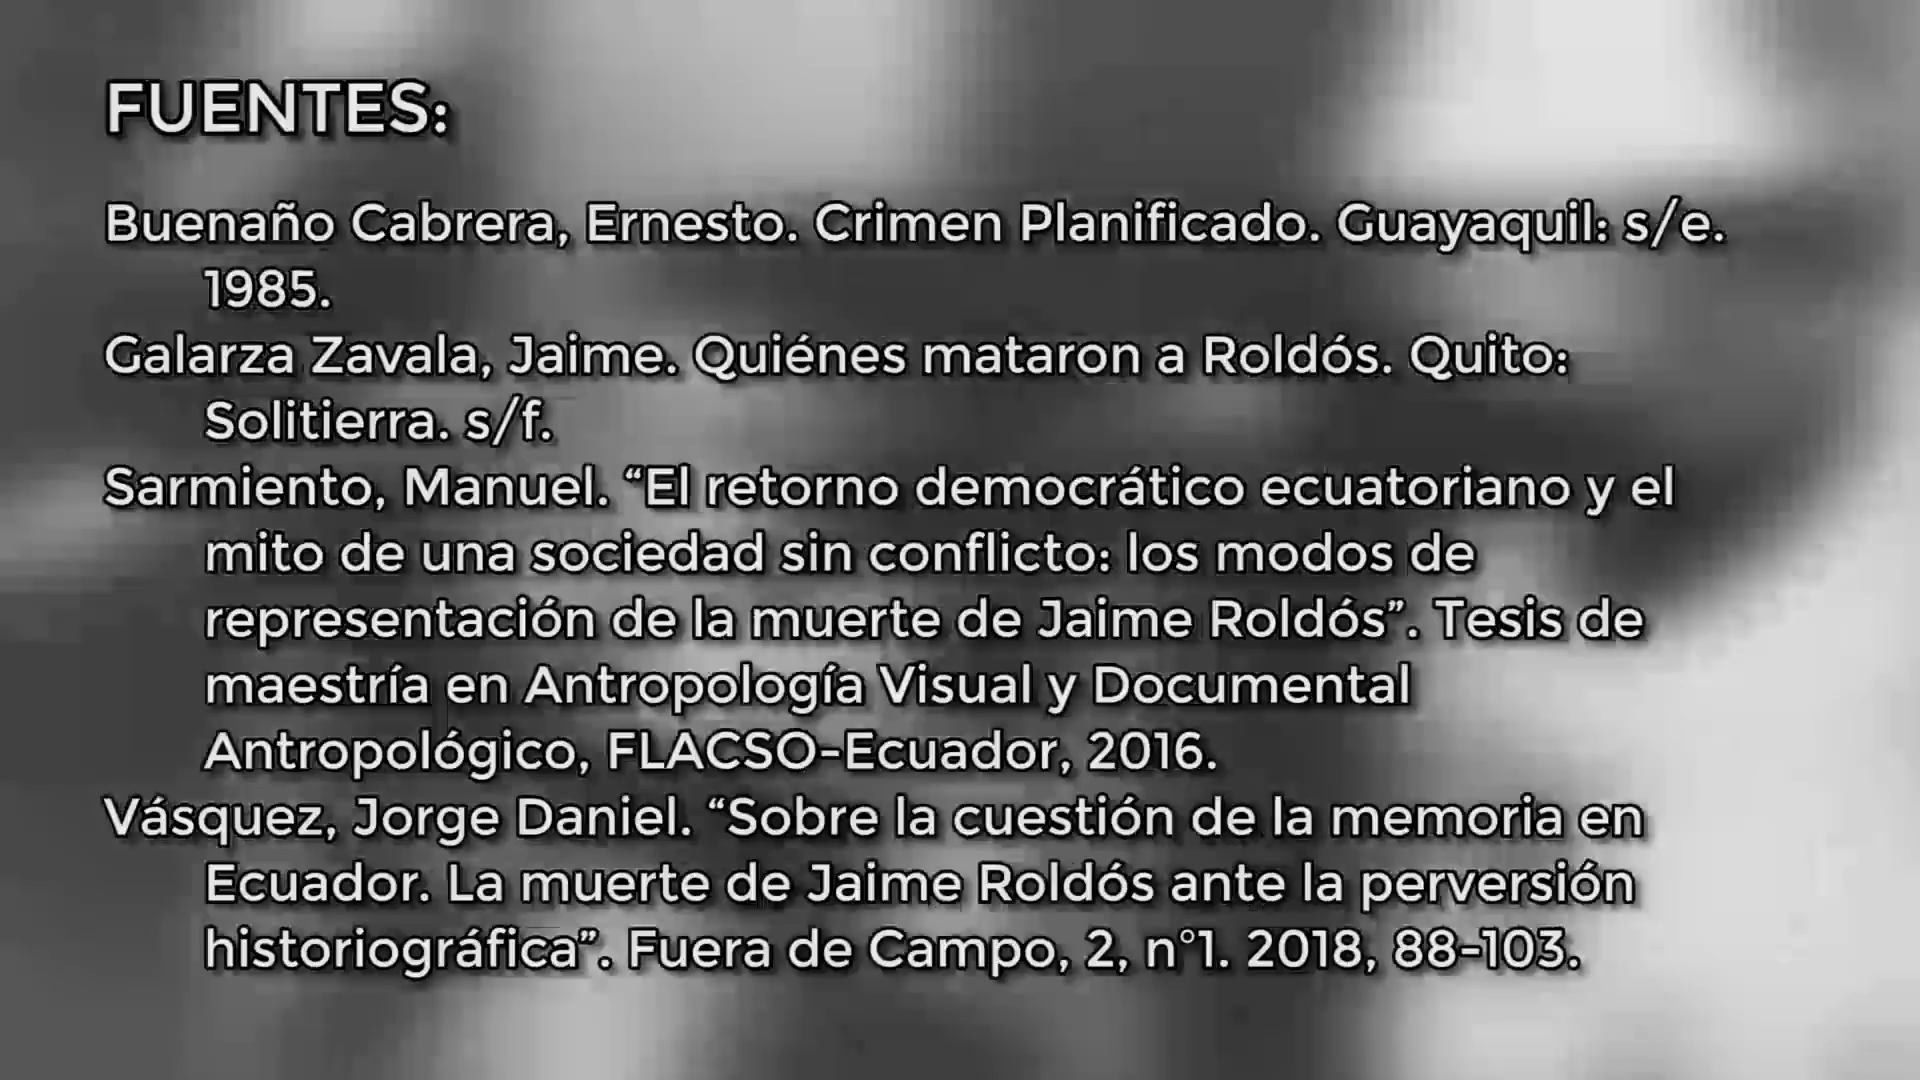 FUENTES:
Buenaño Cabrera, Ernesto. Crimen Planificado. Guayaquil: s/e.
1985.
Galarza Zavala, Jaime. Quiénes mataron a Roldós. Quito:
Solitierra. s/f.
Sarmiento, Manuel. “El retorno democrático ecuatoriano y el
mito de una sociedad sin conflicto: los modos de
representación de la muerte de Jaime Roldós”. Tesis de
maestría en Antropología Visual y Documental
Antropológico, FLACSO-Ecuador, 2016.
Vásquez, Jorge Daniel. “Sobre la cuestión de la memoria en
Ecuador. La muerte de Jaime Roldós ante la perversión
historiográfica”. Fuera de Campo, 2, n°1. 2018, 88-103.